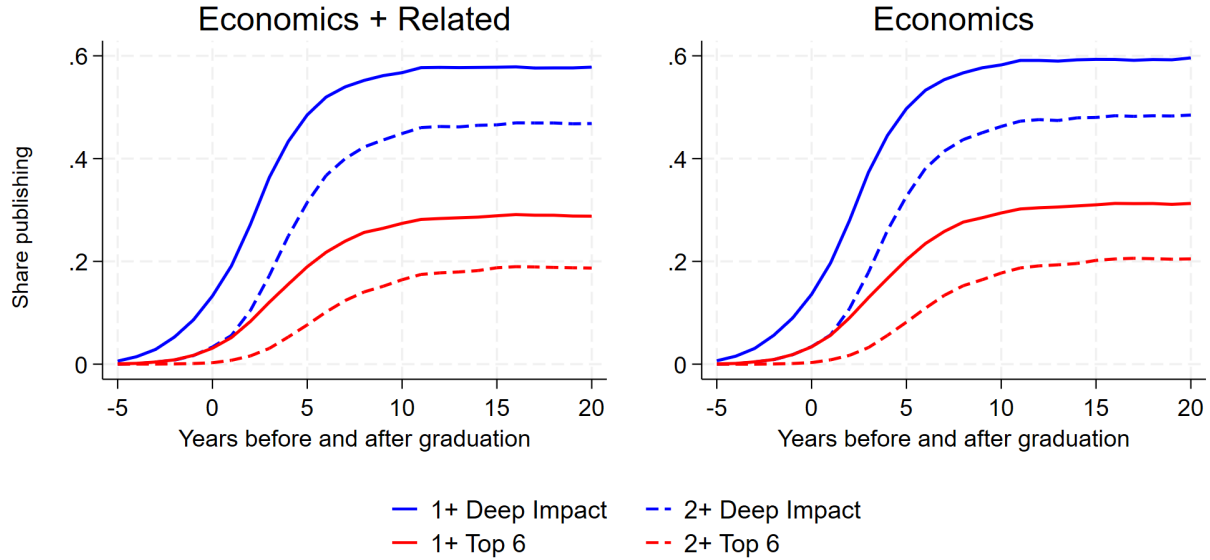 Economics + Related
Economics
Share publishing
.6
.4
.2
0
-5 0 5 10 15 20
Years before and after graduation
.6
.4
.2
0
-5 0 5 10 15 20
Years before and after graduation
1+ Deep Impact
2+ Deep Impact
1+ Top 6
2+ Top 6